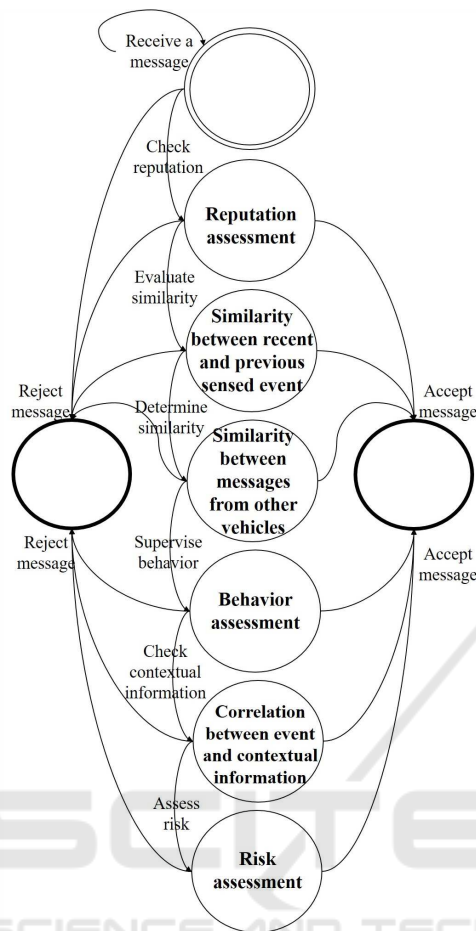 Receive a
message
Check
reputation
Reputation
assessment
Evaluate
similarity
Similarity
between recent
and previous
sensed event
Reject
message
Determine
similarity
Accept
message
Similarity
between
messages
from other
vehicles
Reject
message
Supervise
behavior
Accept
message
Behavior
assessment
Check
contextual
information
Correlation
between event
and contextual
information
Assess
risk
Risk
assessment